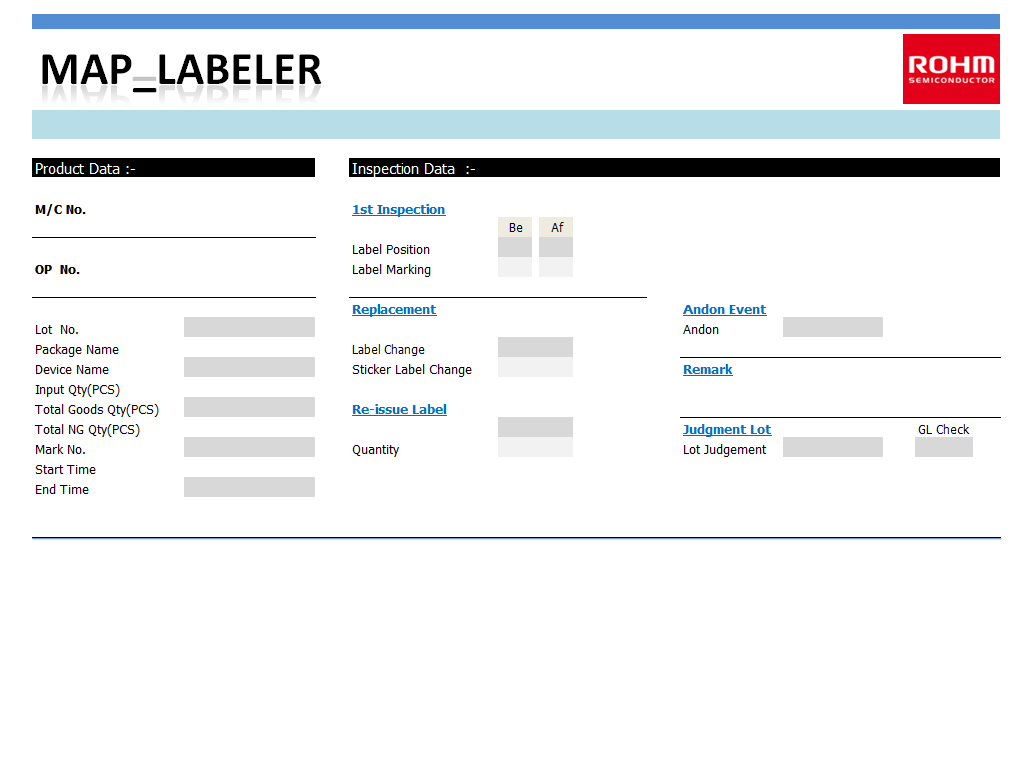 MAP_LABELER
ROHM
SEMICONDUCTOR
Product Data :-
M/C No.
OP  No.
Lot  No.
Package Name
Device Name
Input Qty(PCS)
Total Goods Qty(PCS)
Total NG Qty(PCS)
Mark No.
Start Time
End Time
Inspection Data  :-
1st Inspection
Be Af
Label Position
Label Marking
Replacement
Label Change
Sticker Label Change
Re-issue Label
Quantity
Andon Event
Andon
Remark
Judgment Lot GL Check
Lot Judgement